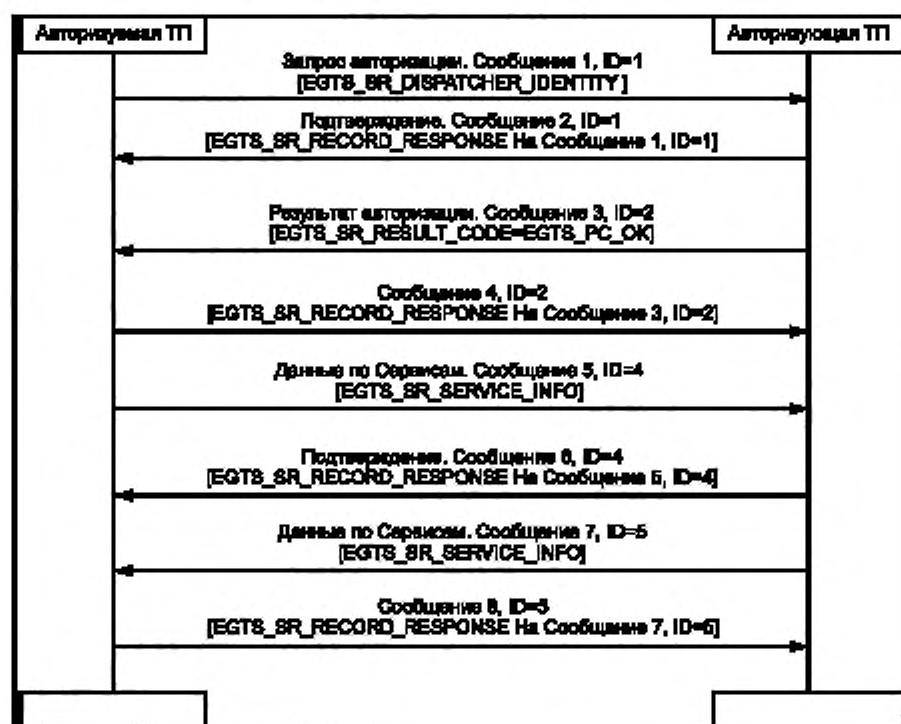 Авторизуемая ТП
Авторизующая ТП
Запрос авторизации. Сообщение 1, ID=1
[EGTS_SR_DISPATCHER_IDENTITY]
Подтверждение. Сообщение 2, ID=1
[EGTS_SR_RECORD_RESPONSE На Сообщение 1, ID=1]
Результат авторизации. Сообщение 3, ID=2
[EGTS_SR_RESULT_CODE=EGTS_PC_OK]
Сообщение 4, ID=2
[EGTS_SR_RECORD_RESPONSE На Сообщение 3, ID=2]
Данные по Сервисам. Сообщение 5, ID=4
[EGTS_SR_SERVICE_INFO]
Подтверждение. Сообщение 6, ID=4
[EGTS_SR_RECORD_RESPONSE На Сообщение 5, ID=4]
Данные по Сервисам. Сообщение 7, ID=5
[EGTS_SR_SERVICE_INFO]
Сообщение 8, ID=5
[EGTS_SR_RECORD_RESPONSE На Сообщение 7, ID=5]